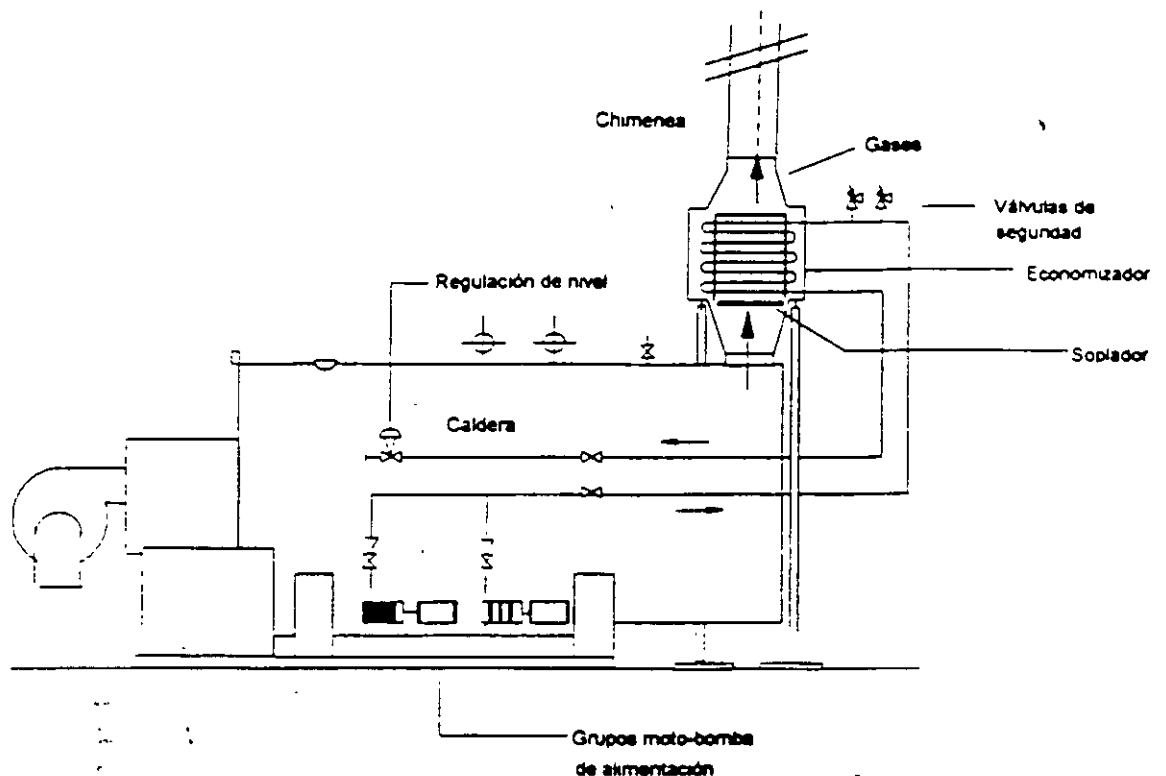 Chimenea
Gases
Válvulas de
seguridad
Economizador
Regulación de nivel
Soplador
Caldera
Grupos moto-bomba
de alimentación